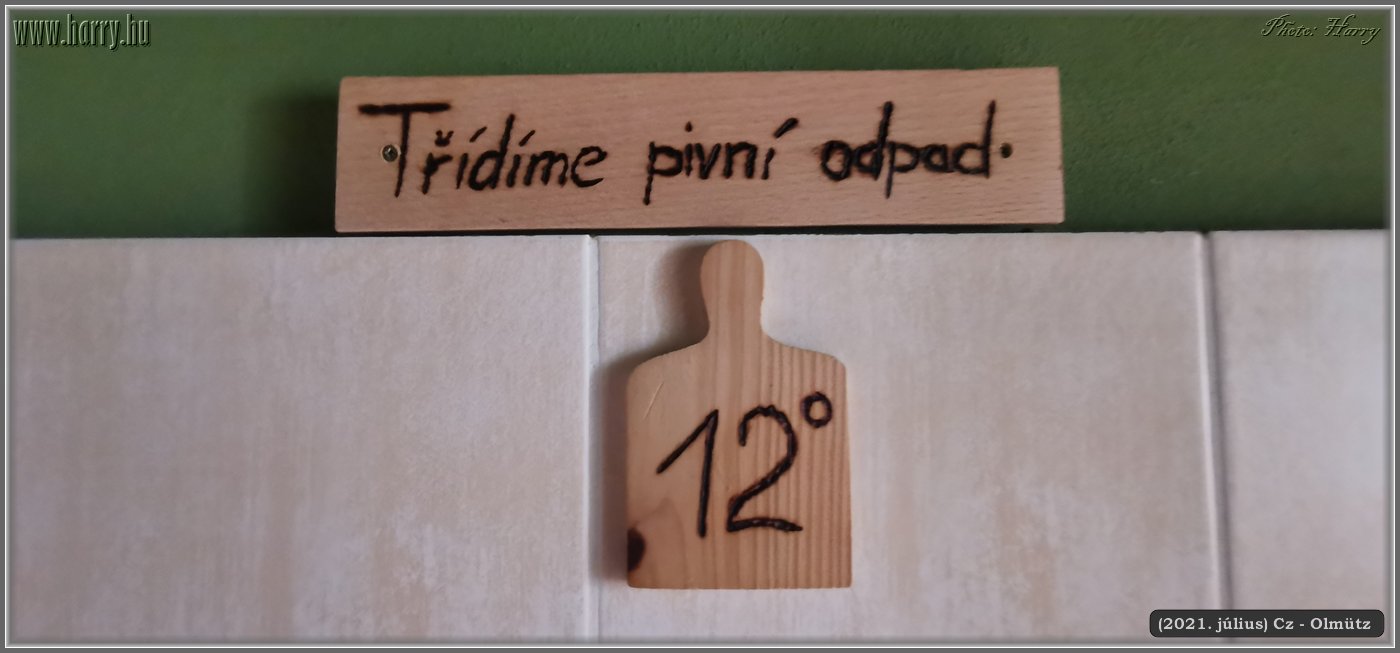 www.harry.hu
Photo: Harry
Třídíme pivní odpad.
12°
(2021. július) Cz - Olmütz